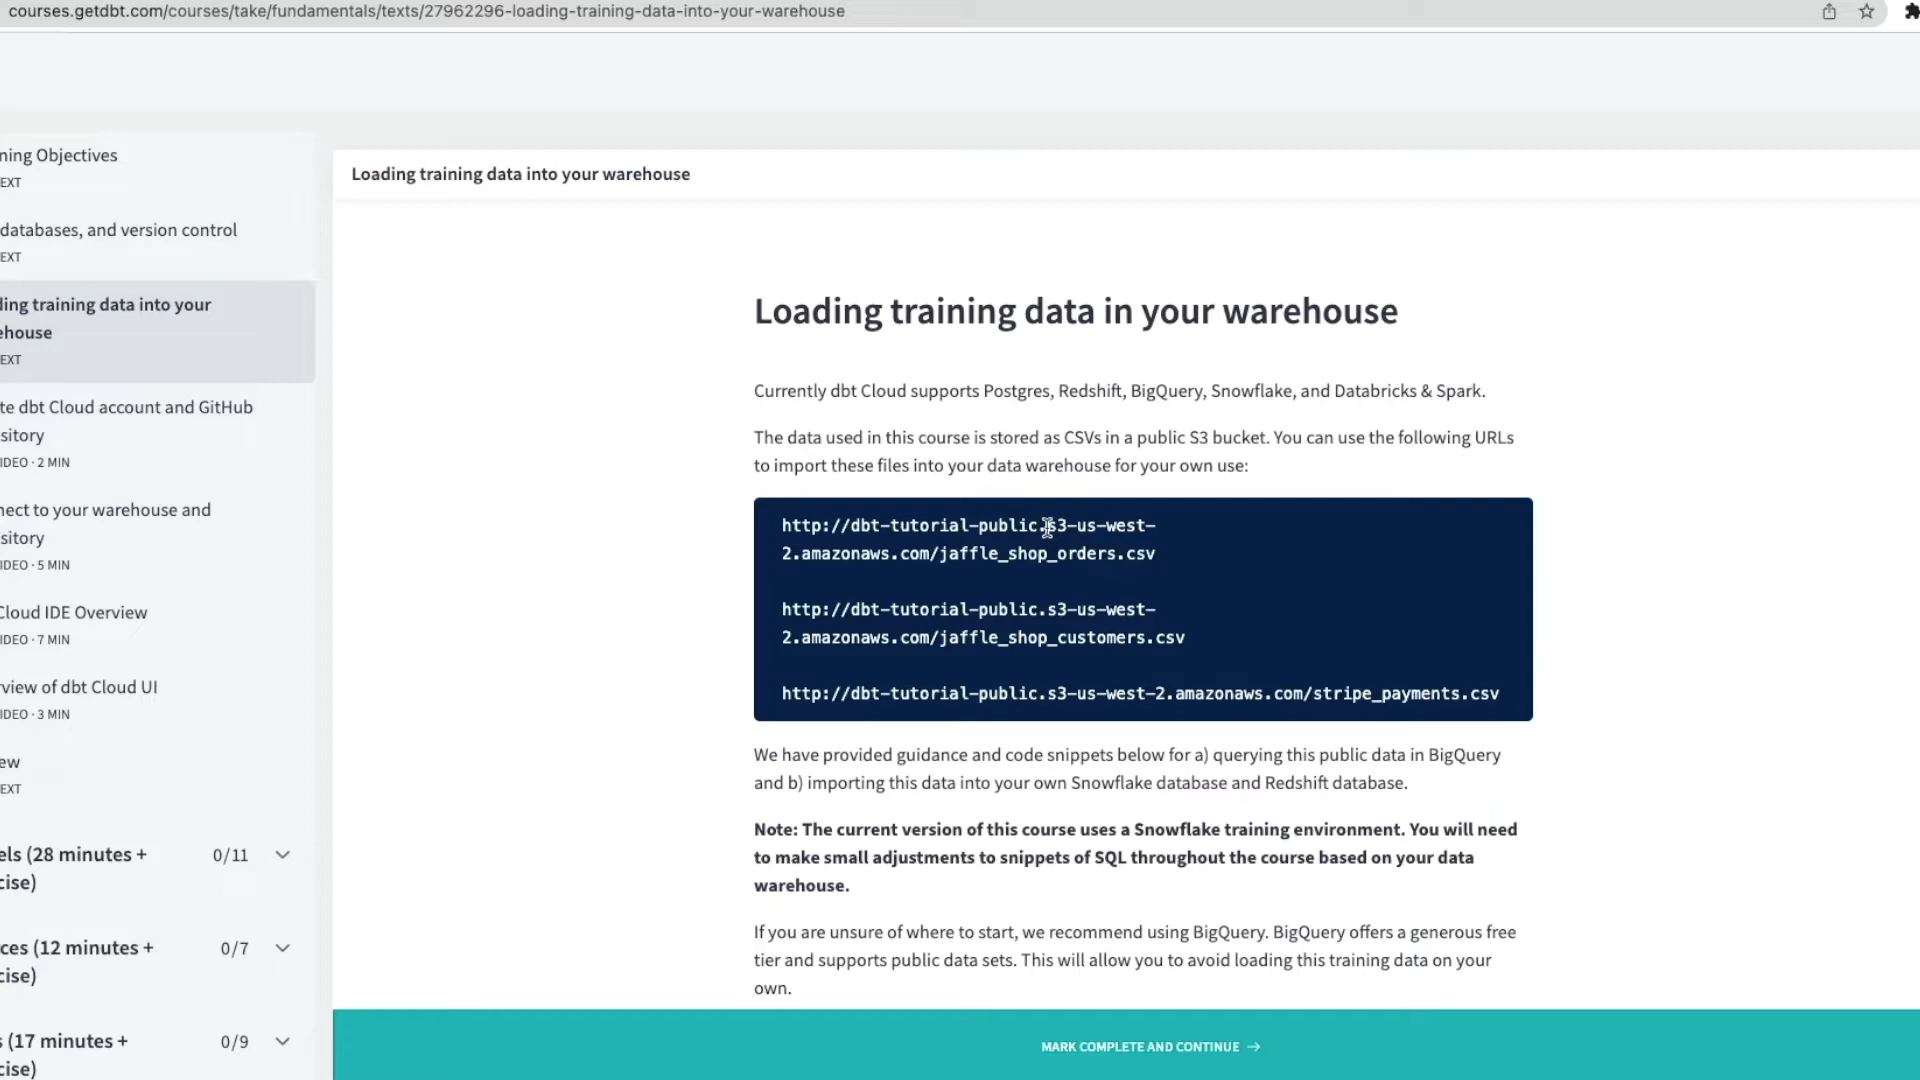 courses.getdbt.com/courses/take/fundamentals/texts/27962296-loading-training-data-into-your-warehouse
ning Objectives
EXT
databases, and version control
EXT
ding training data into your
ehouse
EXT
te dbt Cloud account and GitHub
sitory
IDEO · 2 MIN
nect to your warehouse and
sitory
IDEO · 5 MIN
Cloud IDE Overview
IDEO · 7 MIN
rview of dbt Cloud UI
IDEO · 3 MIN
ew
EXT
els (28 minutes + 0/11
cise)
ces (12 minutes + 0/7
cise)
s (17 minutes + 0/9
cise)
Loading training data into your warehouse
Loading training data in your warehouse
Currently dbt Cloud supports Postgres, Redshift, BigQuery, Snowflake, and Databricks & Spark.
The data used in this course is stored as CSVs in a public S3 bucket. You can use the following URLs
to import these files into your data warehouse for your own use:
http://dbt-tutorial-public.s3-us-west-
2.amazonaws.com/jaffle_shop_orders.csv
http://dbt-tutorial-public.s3-us-west-
2.amazonaws.com/jaffle_shop_customers.csv
http://dbt-tutorial-public.s3-us-west-2.amazonaws.com/stripe_payments.csv
We have provided guidance and code snippets below for a) querying this public data in BigQuery
and b) importing this data into your own Snowflake database and Redshift database.
Note: The current version of this course uses a Snowflake training environment. You will need
to make small adjustments to snippets of SQL throughout the course based on your data
warehouse.
If you are unsure of where to start, we recommend using BigQuery. BigQuery offers a generous free
tier and supports public data sets. This will allow you to avoid loading this training data on your
own.
MARK COMPLETE AND CONTINUE →